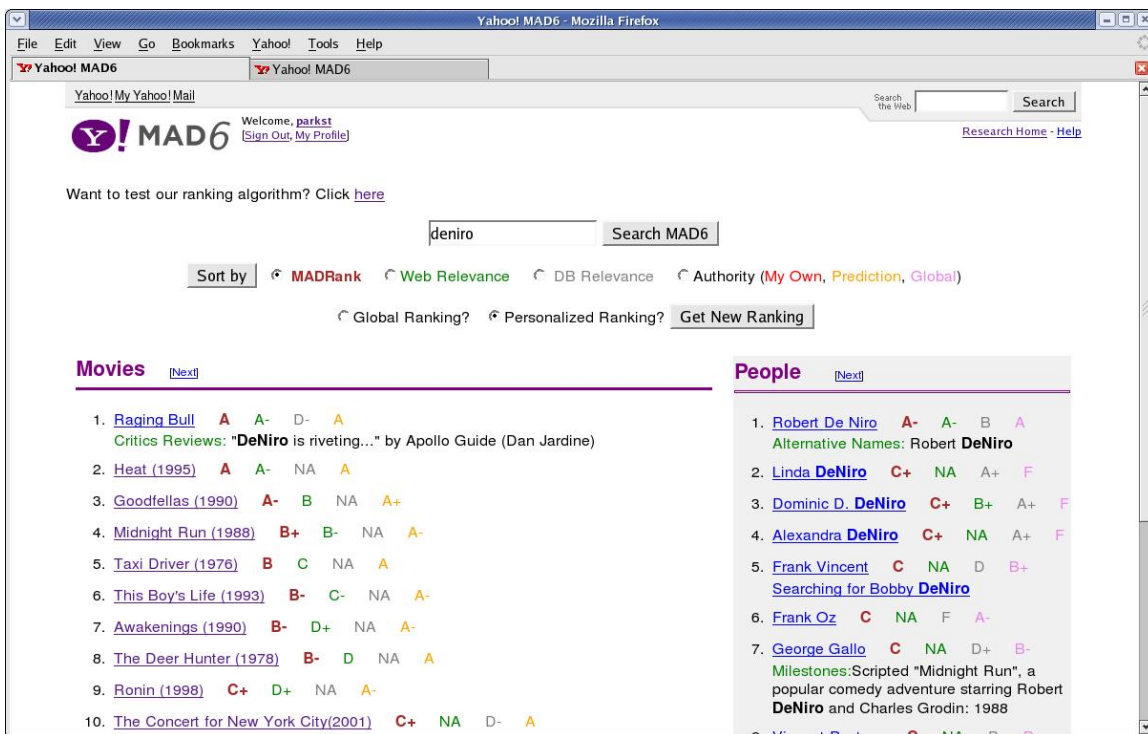 Yahoo! MAD6 - Mozilla Firefox
File Edit View Go Bookmarks Yahoo! Tools Help
Y! Yahoo! MAD6 Y! Yahoo! MAD6
Yahoo! My Yahoo! Mail
Search the Web Search
Y! MAD6
Welcome, parkst
[Sign Out, My Profile]
Research Home - Help
Want to test our ranking algorithm? Click here
deniro Search MAD6
Sort by MADRank Web Relevance DB Relevance Authority (My Own, Prediction, Global)
Global Ranking? Personalized Ranking? Get New Ranking
Movies [Next]
1. Raging Bull A A- D- A
Critics Reviews: "DeNiro is riveting..." by Apollo Guide (Dan Jardine)
2. Heat (1995) A A- NA A
3. Goodfellas (1990) A- B NA A+
4. Midnight Run (1988) B+ B- NA A-
5. Taxi Driver (1976) B C NA A
6. This Boy's Life (1993) B- C- NA A-
7. Awakenings (1990) B- D+ NA A-
8. The Deer Hunter (1978) B- D NA A
9. Ronin (1998) C+ D+ NA A-
10. The Concert for New York City(2001) C+ NA D- A
People [Next]
1. Robert De Niro A- A- B A
Alternative Names: Robert DeNiro
2. Linda DeNiro C+ NA A+ F
3. Dominic D. DeNiro C+ B+ A+ F
4. Alexandra DeNiro C+ NA A+ F
5. Frank Vincent C NA D B+
Searching for Bobby DeNiro
6. Frank Oz C NA F A-
7. George Gallo C NA D+ B-
Milestones:Scripted "Midnight Run", a
popular comedy adventure starring Robert
DeNiro and Charles Grodin: 1988